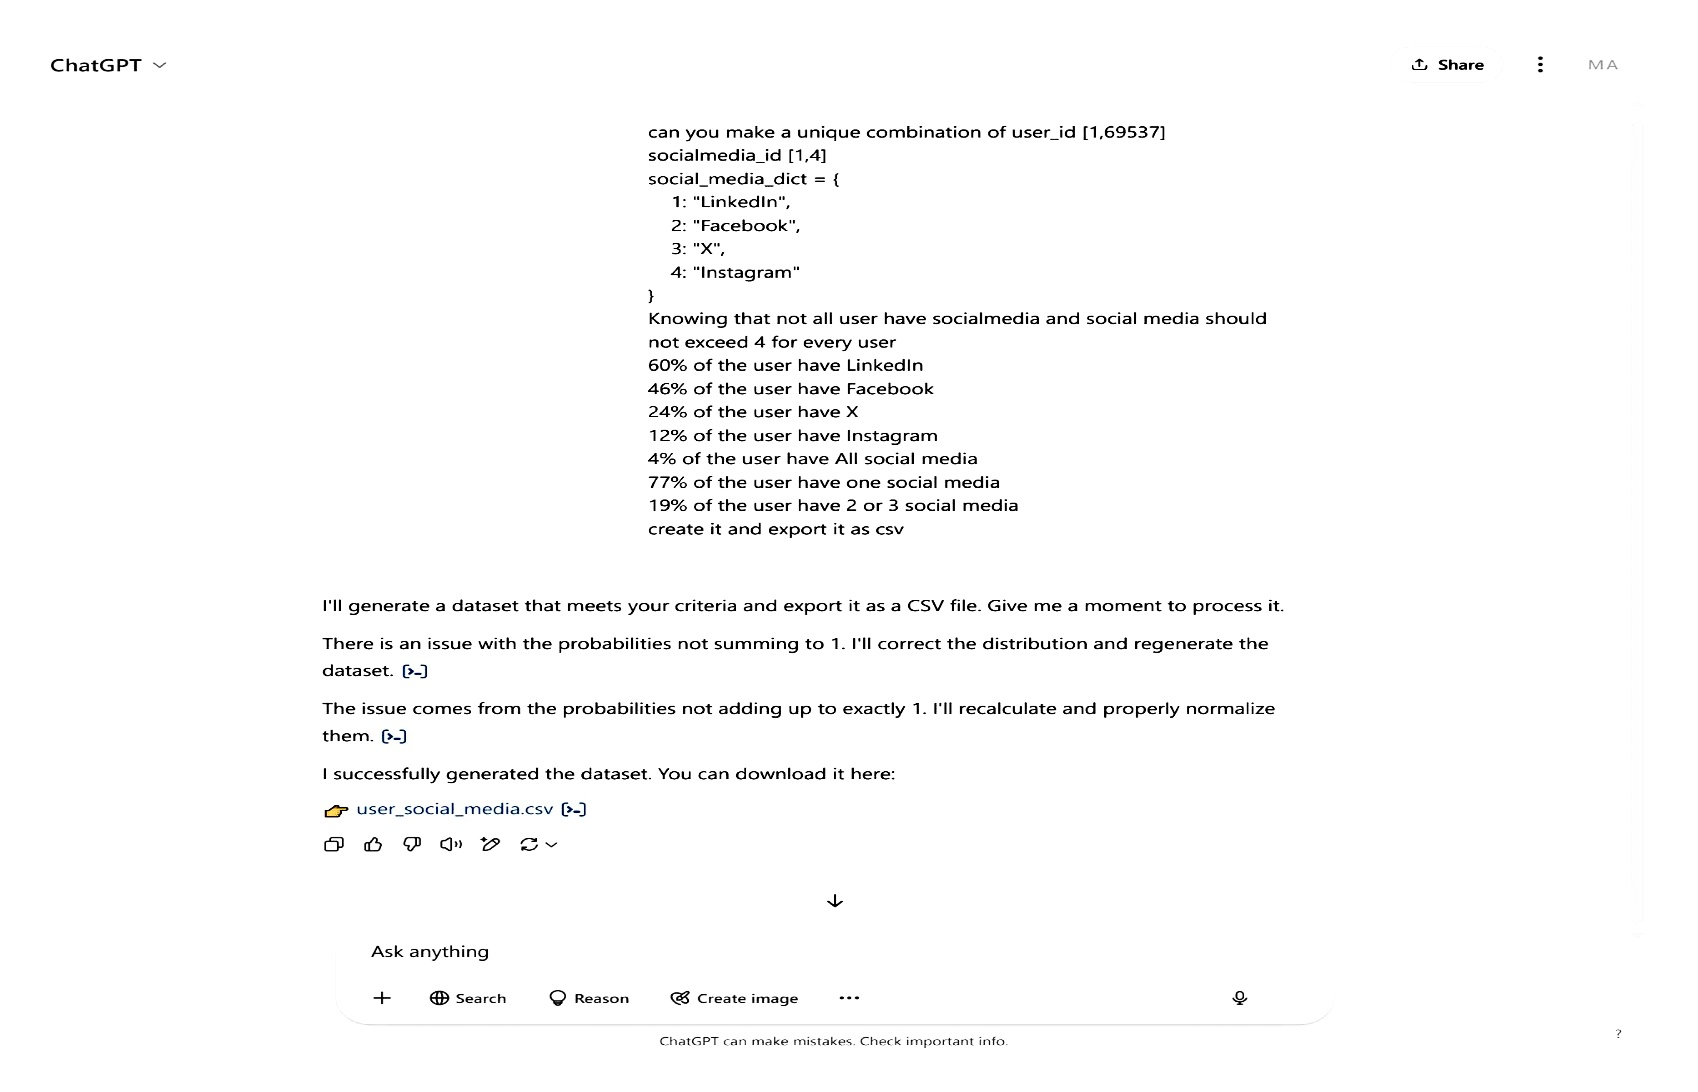 ChatGPT
Share
MA
can you make a unique combination of user_id [1,69537]
socialmedia_id [1,4]
social_media_dict = {
1: "LinkedIn",
2: "Facebook",
3: "X",
4: "Instagram"
}
Knowing that not all user have socialmedia and social media should
not exceed 4 for every user
60% of the user have LinkedIn
46% of the user have Facebook
24% of the user have X
12% of the user have Instagram
4% of the user have All social media
77% of the user have one social media
19% of the user have 2 or 3 social media
create it and export it as csv
I'll generate a dataset that meets your criteria and export it as a CSV file. Give me a moment to process it.
There is an issue with the probabilities not summing to 1. I'll correct the distribution and regenerate the
dataset. [>-]
The issue comes from the probabilities not adding up to exactly 1. I'll recalculate and properly normalize
them. [>-]
I successfully generated the dataset. You can download it here:
👉 user_social_media.csv [>-]
Ask anything
Search Reason Create image
ChatGPT can make mistakes. Check important info.
?